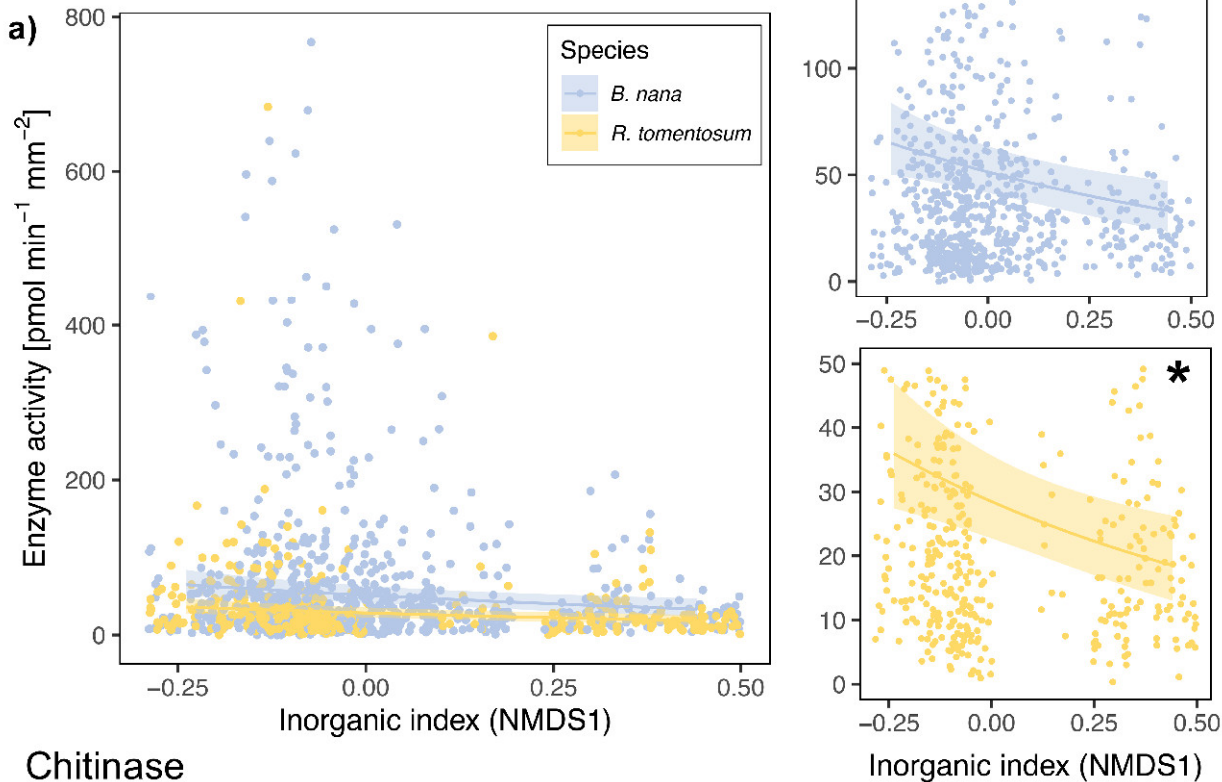 a)
Enzyme activity [pmol min⁻¹ mm⁻²]
800
600
400
200
0
−0.25 0.00 0.25 0.50
Inorganic index (NMDS1)
Species
B. nana
R. tomentosum
100
50
0
−0.25 0.00 0.25 0.50
50
40
30
20
10
0
*
−0.25 0.00 0.25 0.50
Inorganic index (NMDS1)
Chitinase